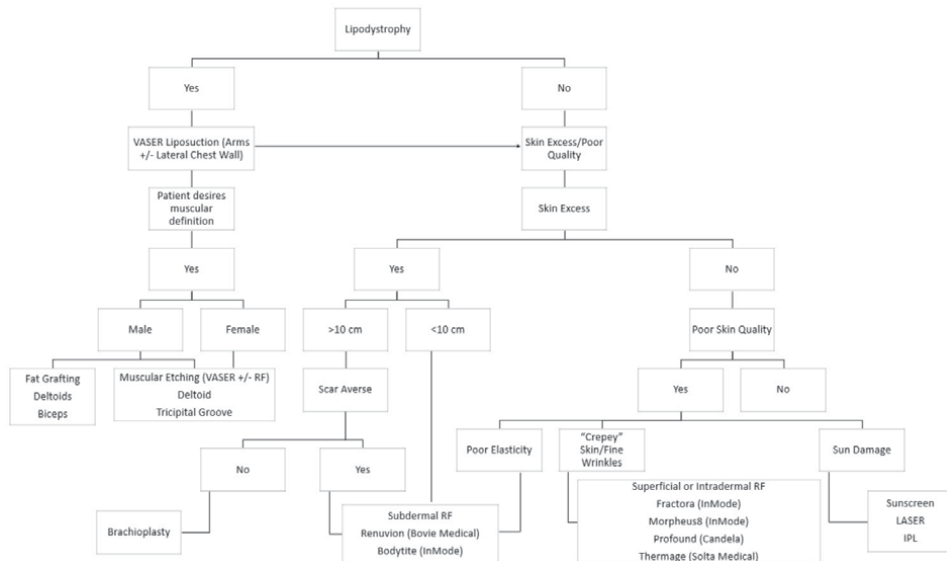 Lipodystrophy
Yes
No
VASER Liposuction (Arms
+/- Lateral Chest Wall)
Skin Excess/Poor
Quality
Patient desires
muscular
definition
Skin Excess
Yes
Yes
No
Male
Female
>10 cm
<10 cm
Poor Skin Quality
Fat Grafting
Deltoids
Biceps
Muscular Etching (VASER +/- RF)
Deltoid
Tricipital Groove
Scar Averse
Yes
No
No
Yes
Poor Elasticity
“Crepey”
Skin/Fine
Wrinkles
Sun Damage
Brachioplasty
Subdermal RF
Renuvion (Bovie Medical)
Bodytite (InMode)
Superficial or Intradermal RF
Fractora (InMode)
Morpheus8 (InMode)
Profound (Candela)
Thermage (Solta Medical)
Sunscreen
LASER
IPL